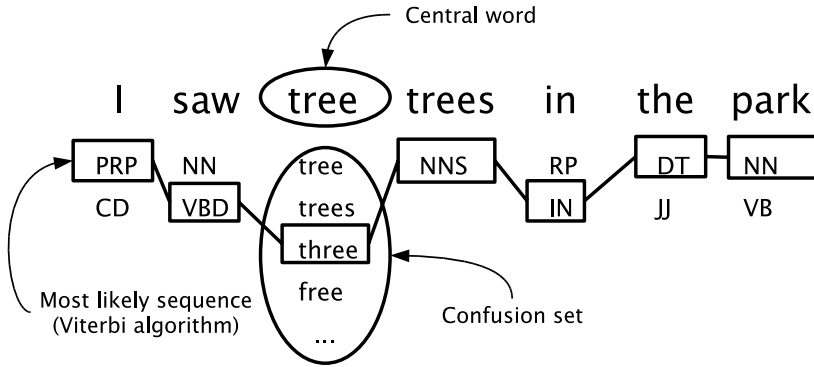 Central word
I saw tree trees in the park
PRP NN tree NNS RP DT NN
CD VBD trees IN JJ VB
three
free
...
Most likely sequence
(Viterbi algorithm)
Confusion set